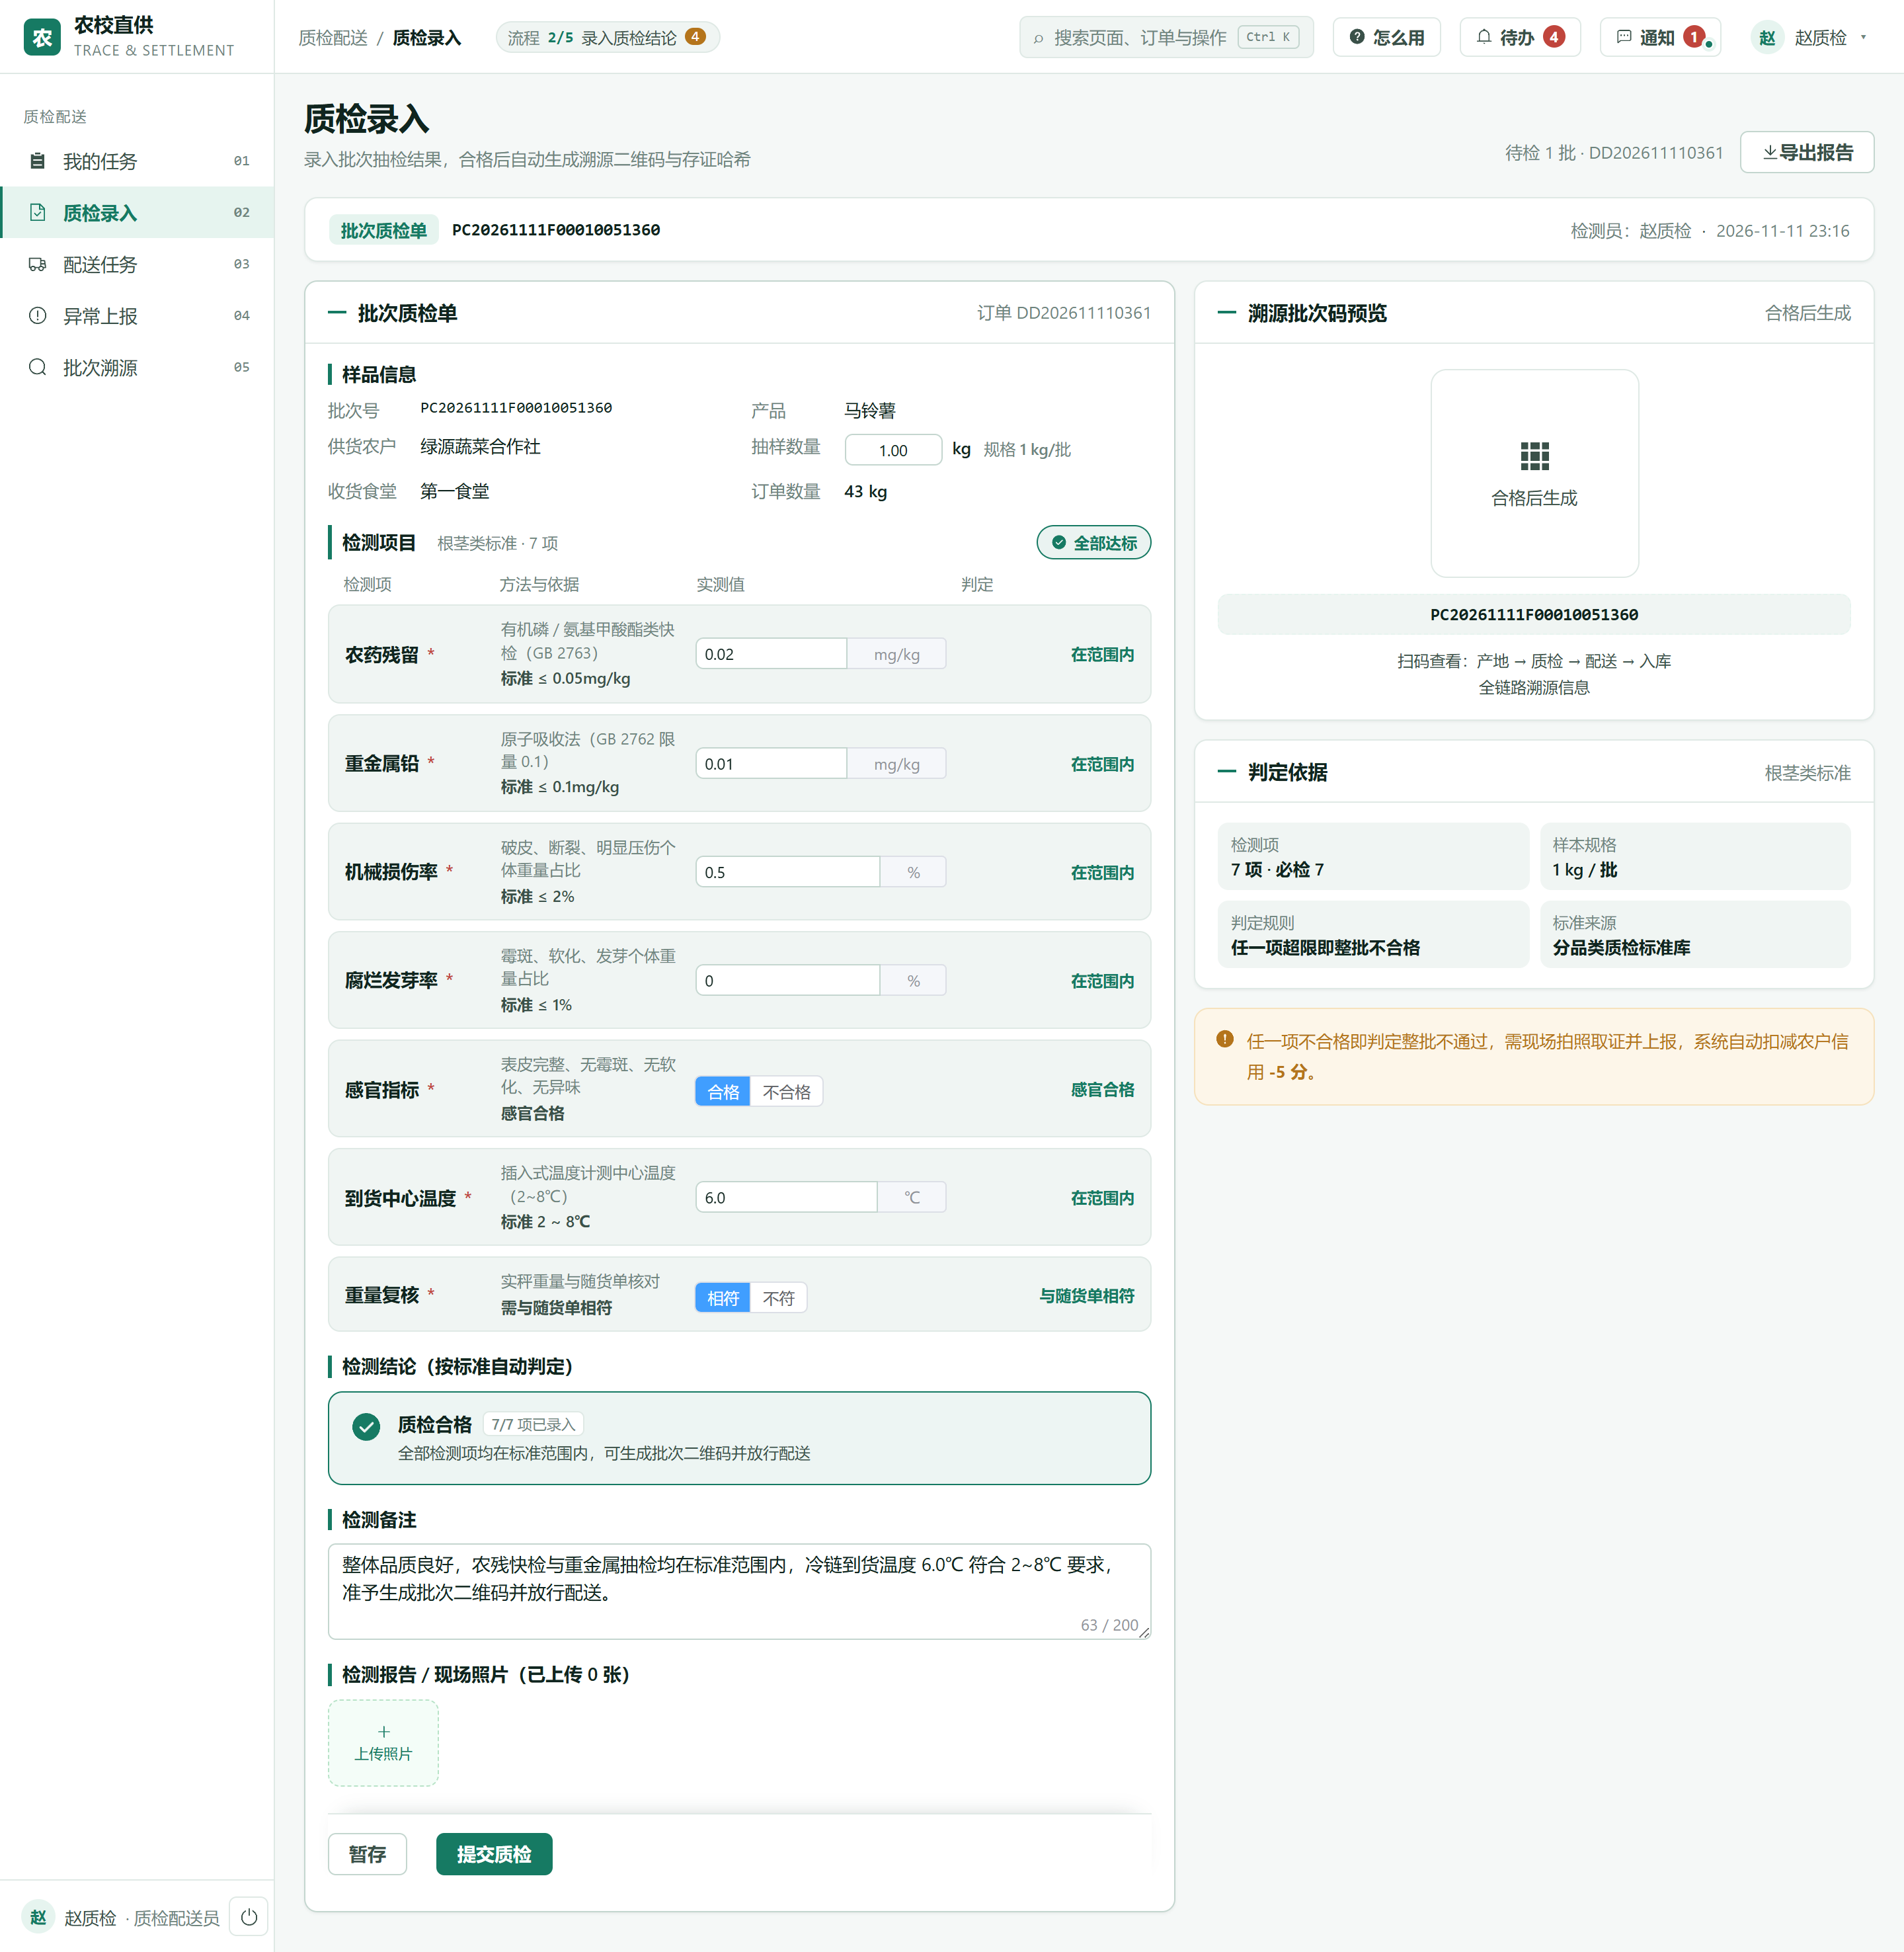 农
农校直供
TRACE & SETTLEMENT
质检配送 / 质检录入
流程 2/5 录入质检结论 4
搜索页面、订单与操作 Ctrl K
怎么用
待办 4
通知 1
赵 赵质检
质检配送
我的任务 01
质检录入 02
配送任务 03
异常上报 04
批次溯源 05
质检录入
录入批次抽检结果，合格后自动生成溯源二维码与存证哈希
待检 1 批 · DD202611110361
导出报告
批次质检单 PC20261111F00010051360
检测员：赵质检 · 2026-11-11 23:16
批次质检单
订单 DD202611110361
样品信息
批次号 PC20261111F00010051360 产品 马铃薯
供货农户 绿源蔬菜合作社 抽样数量 1.00 kg 规格 1 kg/批
收货食堂 第一食堂 订单数量 43 kg
检测项目 根茎类标准 · 7 项
全部达标
检测项 方法与依据 实测值 判定
农药残留 *
有机磷 / 氨基甲酸酯类快
检（GB 2763）
标准 ≤ 0.05mg/kg
0.02 mg/kg
在范围内
重金属铅 *
原子吸收法（GB 2762 限
量 0.1）
标准 ≤ 0.1mg/kg
0.01 mg/kg
在范围内
机械损伤率 *
破皮、断裂、明显压伤个
体重量占比
标准 ≤ 2%
0.5 %
在范围内
腐烂发芽率 *
霉斑、软化、发芽个体重
量占比
标准 ≤ 1%
0 %
在范围内
感官指标 *
表皮完整、无霉斑、无软
化、无异味
感官合格
合格 不合格
感官合格
到货中心温度 *
插入式温度计测中心温度
（2~8℃）
标准 2 ~ 8℃
6.0 ℃
在范围内
重量复核 *
实秤重量与随货单核对
需与随货单相符
相符 不符
与随货单相符
检测结论（按标准自动判定）
质检合格 7/7 项已录入
全部检测项均在标准范围内，可生成批次二维码并放行配送
检测备注
整体品质良好，农残快检与重金属抽检均在标准范围内，冷链到货温度 6.0℃ 符合 2~8℃ 要求，
准予生成批次二维码并放行配送。
63 / 200
检测报告 / 现场照片（已上传 0 张）
+
上传照片
暂存
提交质检
溯源批次码预览
合格后生成
合格后生成
PC20261111F00010051360
扫码查看：产地 → 质检 → 配送 → 入库
全链路溯源信息
判定依据
根茎类标准
检测项
7 项 · 必检 7
样本规格
1 kg / 批
判定规则
任一项超限即整批不合格
标准来源
分品类质检标准库
任一项不合格即判定整批不通过，需现场拍照取证并上报，系统自动扣减农户信
用 -5 分。
赵 赵质检 · 质检配送员